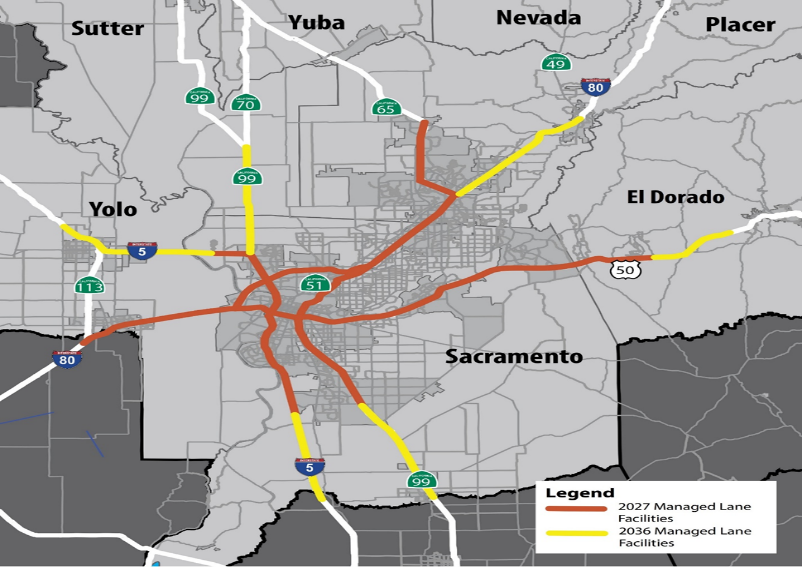 Sutter
Yuba
Nevada
Placer
49
80
99
70
65
99
Yolo
El Dorado
5
50
51
113
80
Sacramento
5
99
Legend
2027 Managed Lane
Facilities
2036 Managed Lane
Facilities